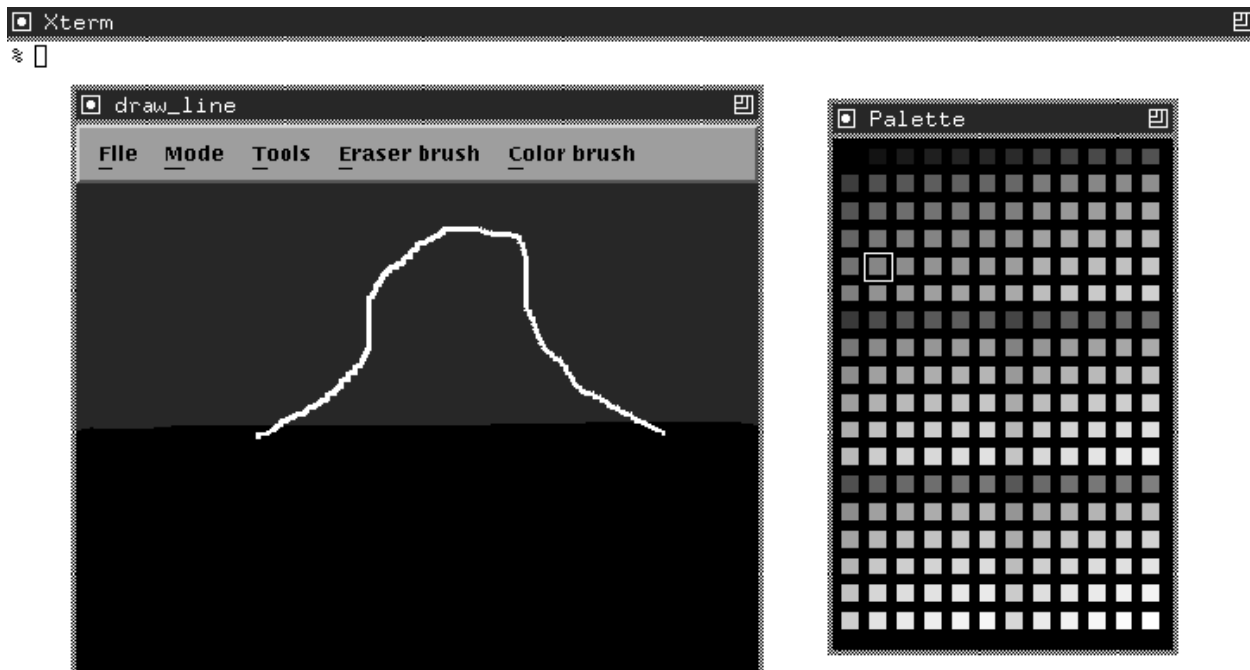 Xterm
%
draw_line
File Mode Tools Eraser brush Color brush
Palette